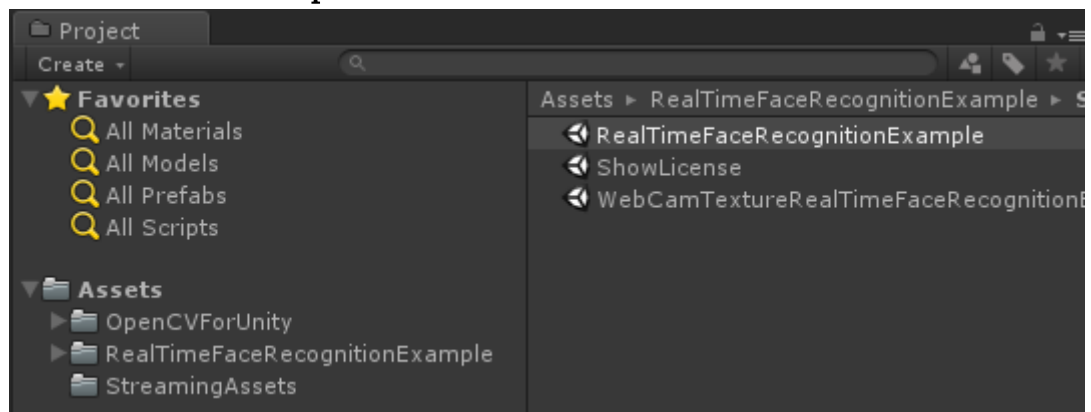 Project
Create
Favorites
All Materials
All Models
All Prefabs
All Scripts
Assets
OpenCVForUnity
RealTimeFaceRecognitionExample
StreamingAssets
Assets ▸ RealTimeFaceRecognitionExample ▸
RealTimeFaceRecognitionExample
ShowLicense
WebCamTextureRealTimeFaceRecognition